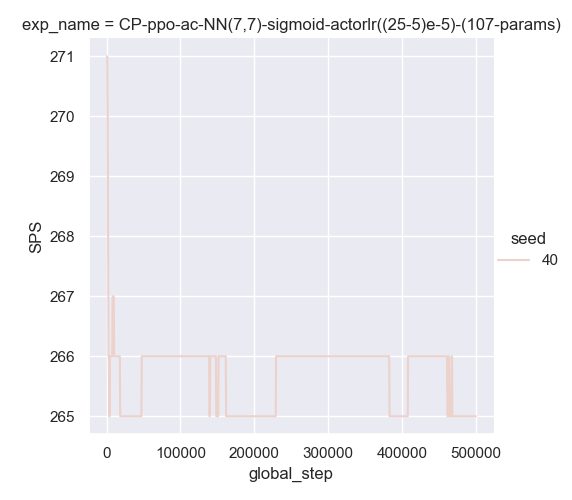 exp_name = CP-ppo-ac-NN(7,7)-sigmoid-actorlr((25-5)e-5)-(107-params)
271
270
269
268
267
266
265
SPS
0 100000 200000 300000 400000 500000
global_step
seed
40